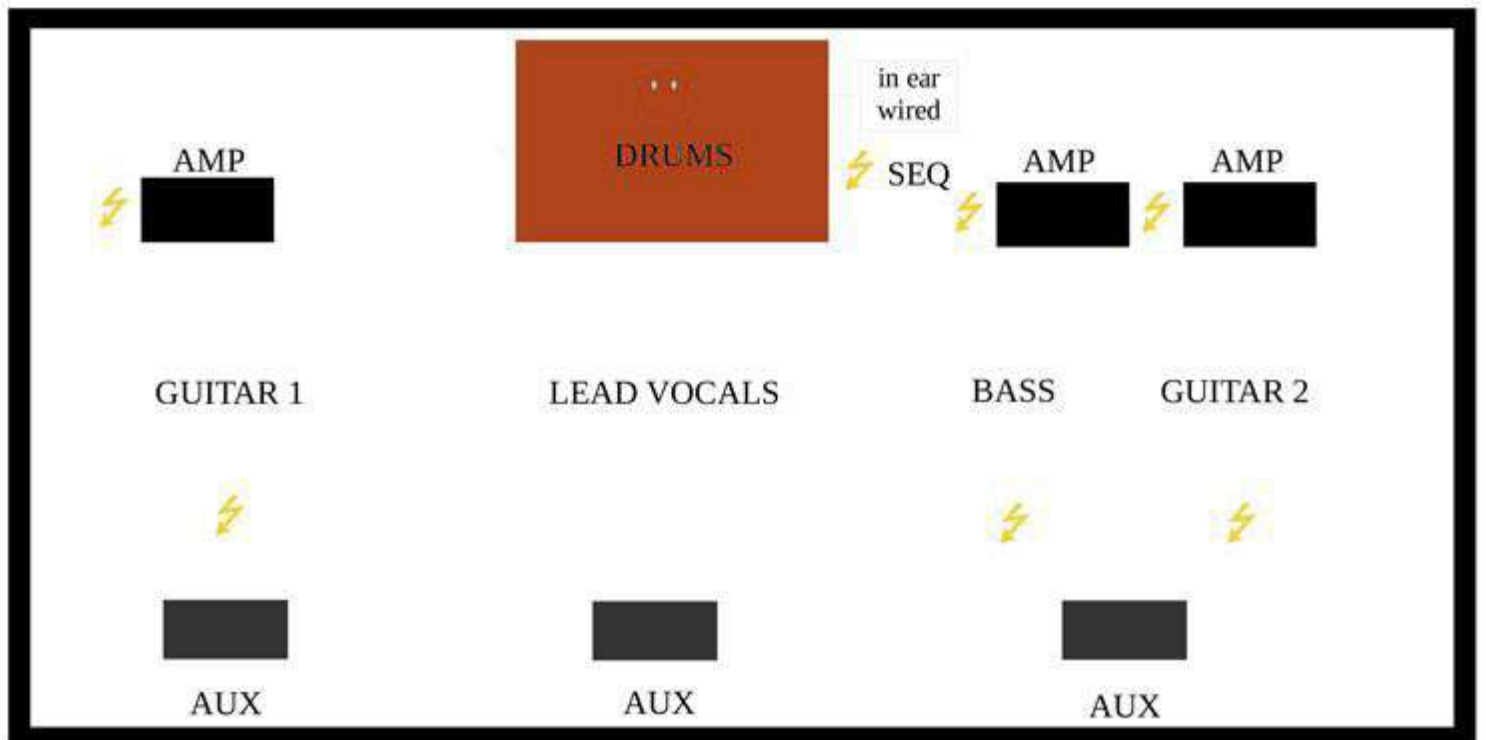 in ear
wired
AMP
DRUMS
SEQ
AMP
AMP
GUITAR 1
LEAD VOCALS
BASS
GUITAR 2
AUX
AUX
AUX